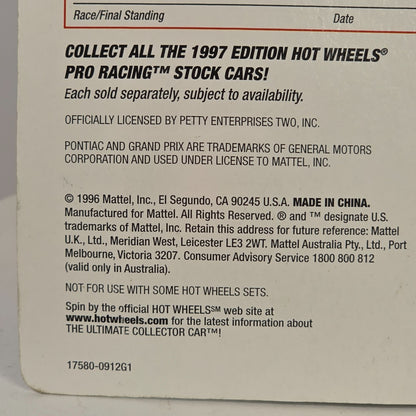 Race/Final Standing Date
COLLECT ALL THE 1997 EDITION HOT WHEELS®
PRO RACING™ STOCK CARS!
Each sold separately, subject to availability.
OFFICIALLY LICENSED BY PETTY ENTERPRISES TWO, INC.
PONTIAC AND GRAND PRIX ARE TRADEMARKS OF GENERAL MOTORS
CORPORATION AND USED UNDER LICENSE TO MATTEL, INC.
© 1996 Mattel, Inc., El Segundo, CA 90245 U.S.A. MADE IN CHINA.
Manufactured for Mattel. All Rights Reserved. ® and ™ designate U.S.
trademarks of Mattel, Inc. Retain this address for future reference: Mattel
U.K., Ltd., Meridian West, Leicester LE3 2WT. Mattel Australia Pty., Ltd., Port
Melbourne, Victoria 3207. Consumer Advisory Service 1800 800 812
(valid only in Australia).
NOT FOR USE WITH SOME HOT WHEELS SETS.
Spin by the official HOT WHEELS℠ web site at
www.hotwheels.com for the latest information about
THE ULTIMATE COLLECTOR CAR™!
17580-0912G1